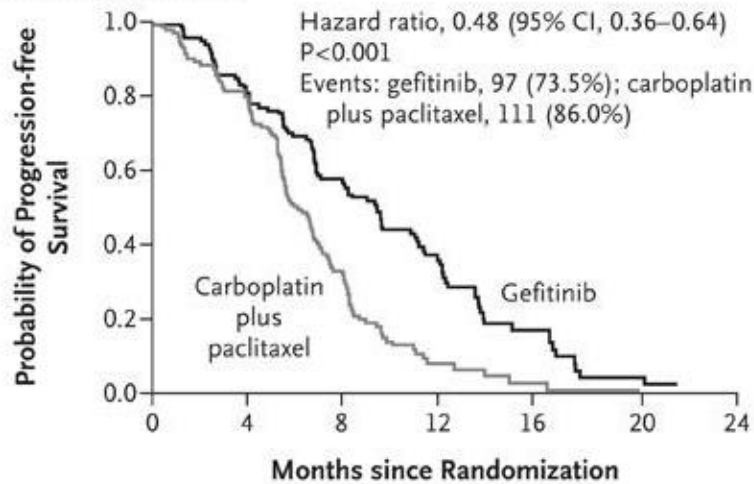 Hazard ratio, 0.48 (95% CI, 0.36–0.64)
P<0.001
Events: gefitinib, 97 (73.5%); carboplatin
plus paclitaxel, 111 (86.0%)
Probability of Progression-free
Survival
1.0
0.8
0.6
0.4
0.2
0.0
Carboplatin
plus
paclitaxel
Gefitinib
0 4 8 12 16 20 24
Months since Randomization